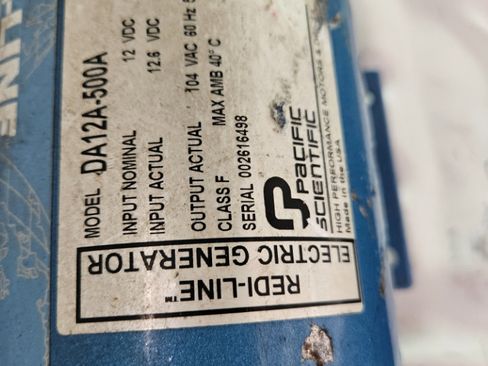 REDI-LINE™
ELECTRIC GENERATOR
MODEL DA12A-500A
INPUT NOMINAL 12 VDC
INPUT ACTUAL 12.6 VDC
OUTPUT ACTUAL 104 VAC 60 Hz
CLASS F MAX AMB 40° C
SERIAL 002616498
PACIFIC
SCIENTIFIC
HIGH PERFORMANCE MOTORS &
Made in the USA
-LINE